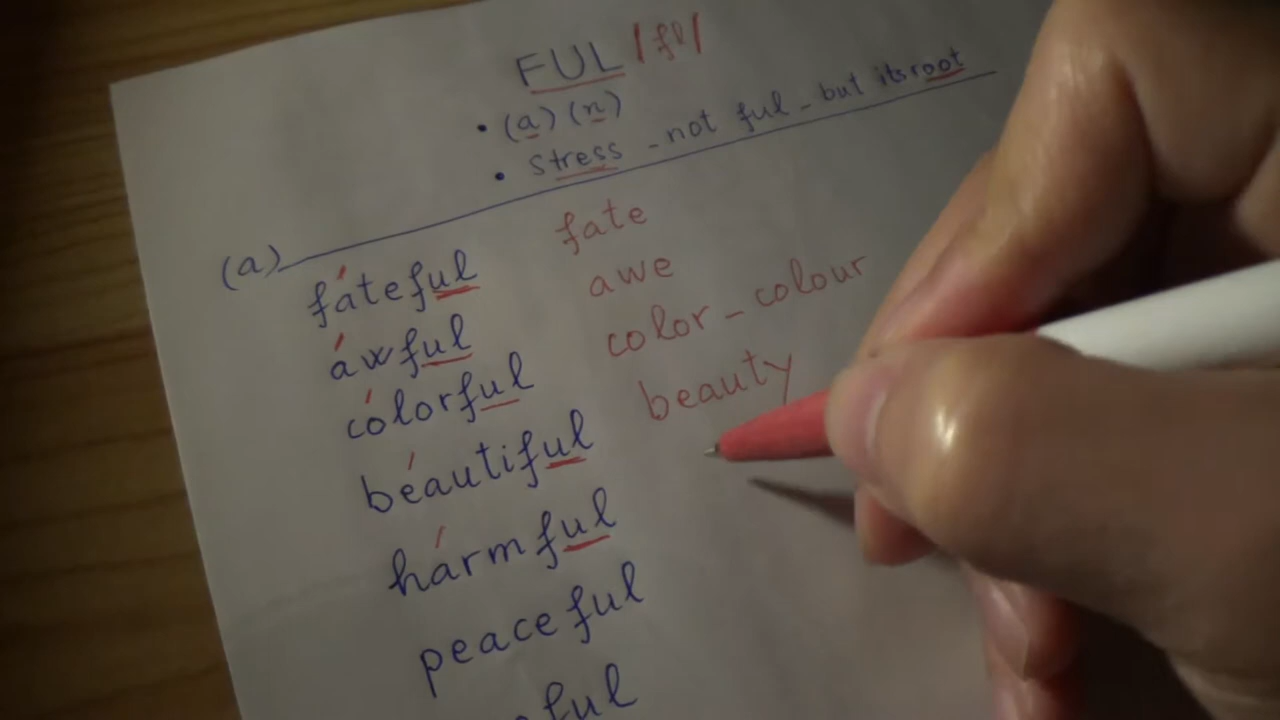 FUL /fl/
• (a) (n)
• stress - not ful - but its root
(a)
fateful fate
awful awe
colorful color - colour
beautiful beauty
harmful
peaceful
ful